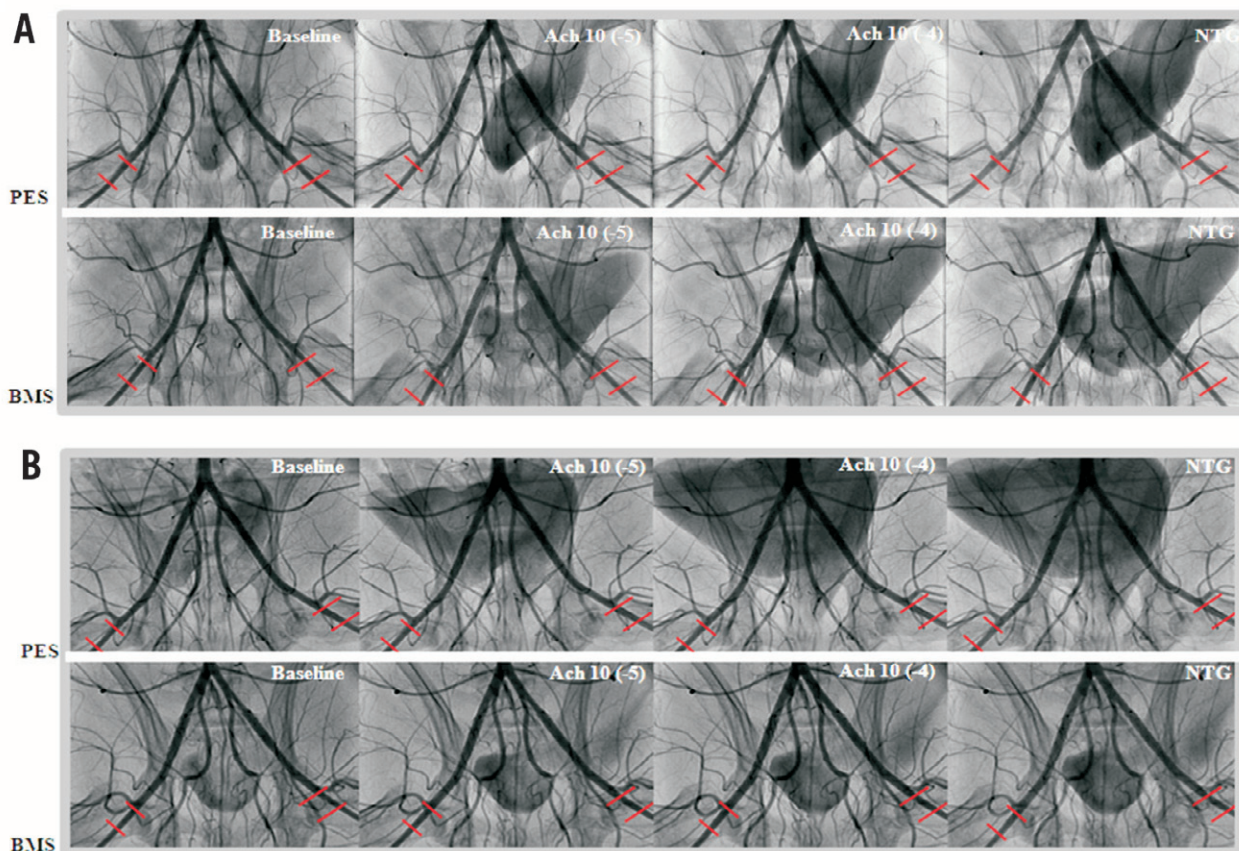 A
Baseline
Ach 10 (-5)
Ach 10 (-4)
NTG
PES
Baseline
Ach 10 (-5)
Ach 10 (-4)
NTG
BMS
B
Baseline
Ach 10 (-5)
Ach 10 (-4)
NTG
PES
Baseline
Ach 10 (-5)
Ach 10 (-4)
NTG
BMS